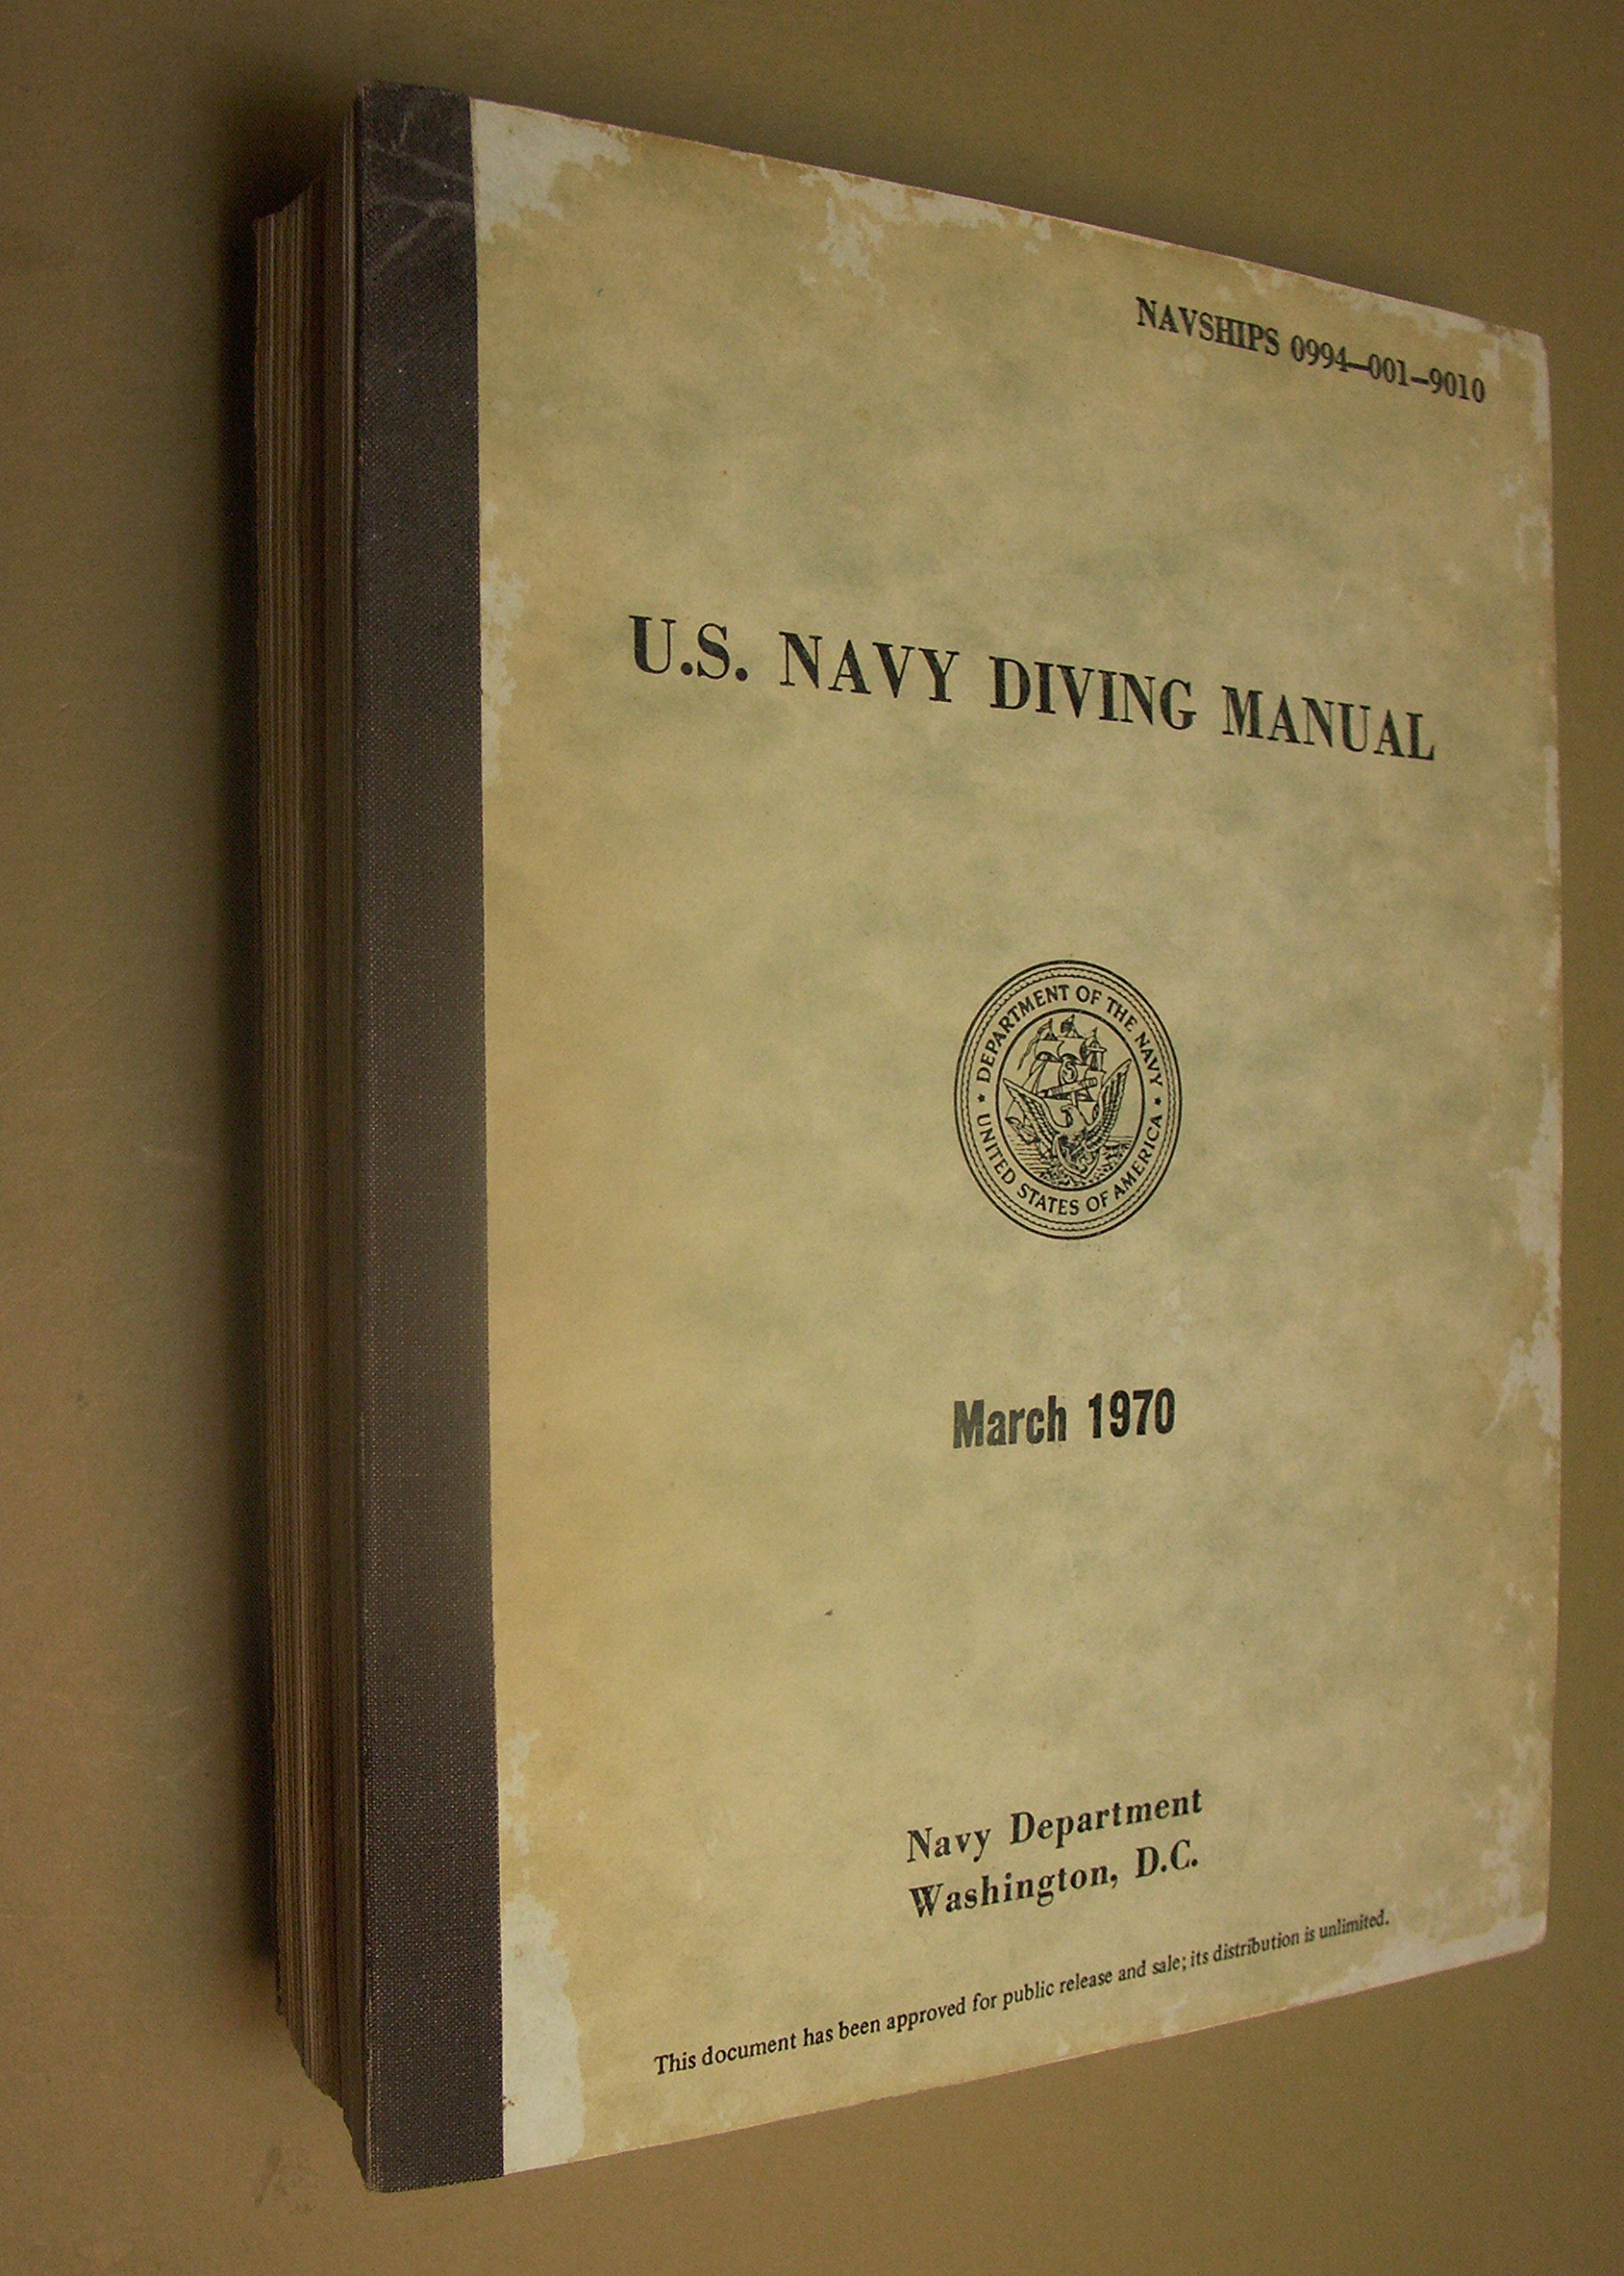 NAVSHIPS 0994–001–9010
U.S. NAVY DIVING MANUAL
★ DEPARTMENT OF THE NAVY ★
UNITED STATES OF AMERICA
March 1970
Navy Department
Washington, D.C.
This document has been approved for public release and sale; its distribution is unlimited.